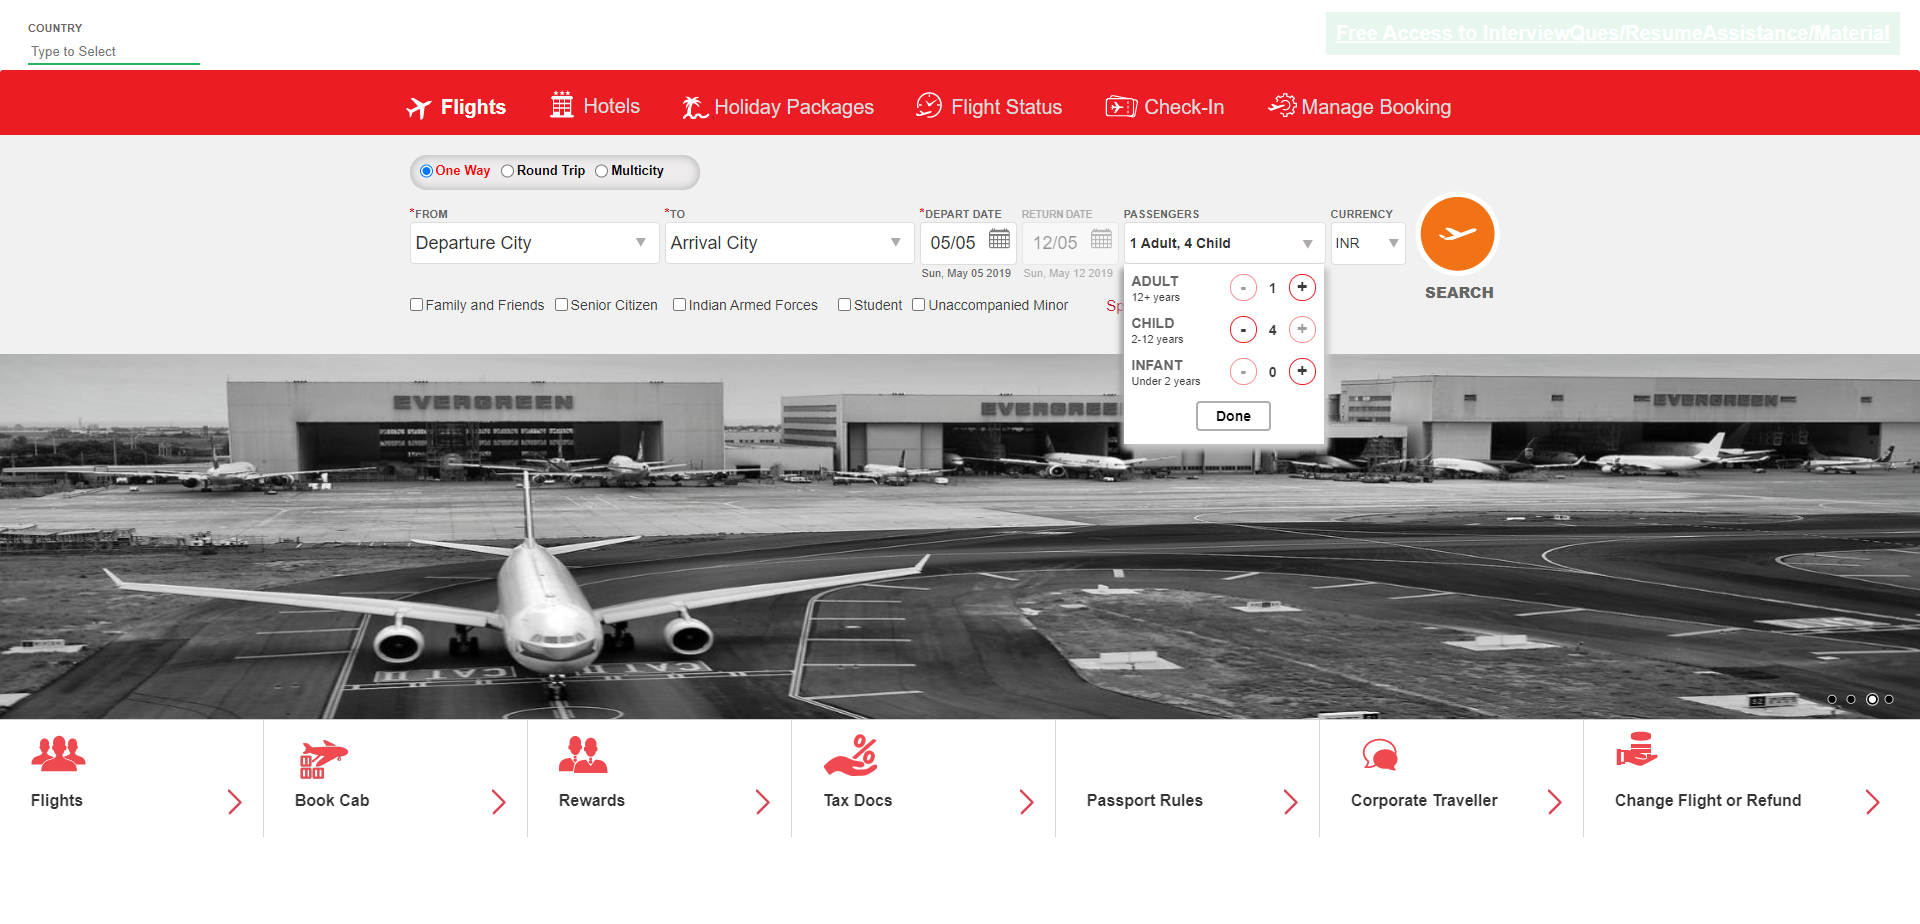 COUNTRY
Type to Select
Free Access to InterviewQues/ResumeAssistance/Material
Flights
Hotels
Holiday Packages
Flight Status
Check-In
Manage Booking
One Way
Round Trip
Multicity
*FROM
*TO
*DEPART DATE
RETURN DATE
PASSENGERS
CURRENCY
Departure City
Arrival City
05/05
12/05
1 Adult, 4 Child
INR
Sun, May 05 2019
Sun, May 12 2019
SEARCH
Family and Friends
Senior Citizen
Indian Armed Forces
Student
Unaccompanied Minor
Sp
ADULT
12+ years
- 1 +
CHILD
2-12 years
- 4 +
INFANT
Under 2 years
- 0 +
Done
EVERGREEN
EVERGREE
EVERGREEN
CAT II
CAT II
Flights
Book Cab
Rewards
Tax Docs
Passport Rules
Corporate Traveller
Change Flight or Refund